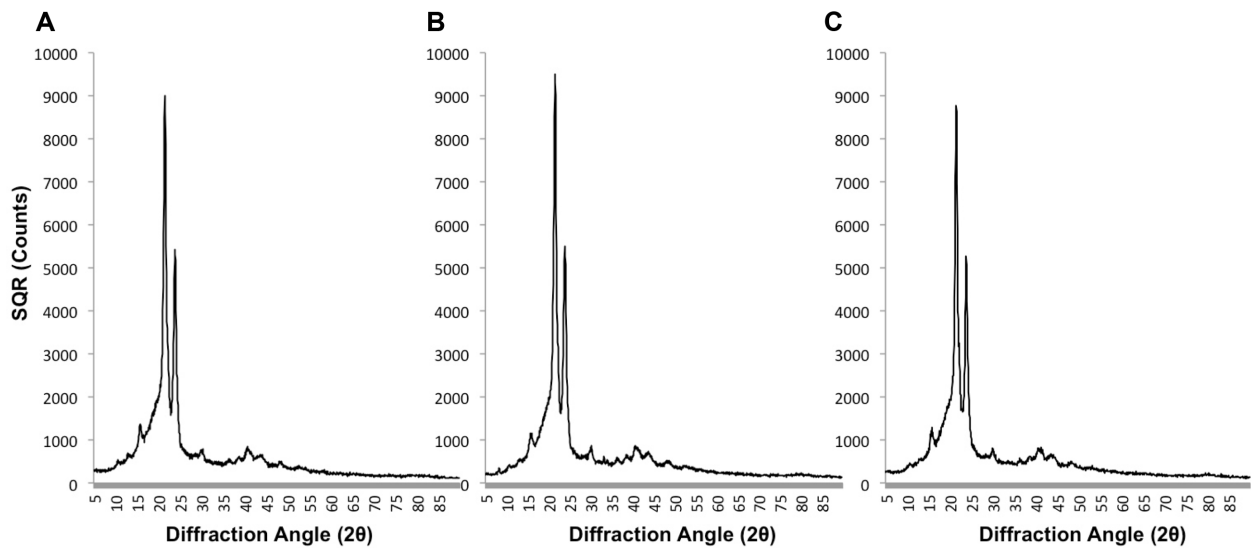 A B C
10000 10000 10000
9000 9000 9000
8000 8000 8000
7000 7000 7000
6000 6000 6000
5000 5000 5000
4000 4000 4000
3000 3000 3000
2000 2000 2000
1000 1000 1000
0 0 0
SQR (Counts)
5 10 15 20 25 30 35 40 45 50 55 60 65 70 75 80 85
5 10 15 20 25 30 35 40 45 50 55 60 65 70 75 80 85
5 10 15 20 25 30 35 40 45 50 55 60 65 70 75 80 85
Diffraction Angle (2θ) Diffraction Angle (2θ) Diffraction Angle (2θ)